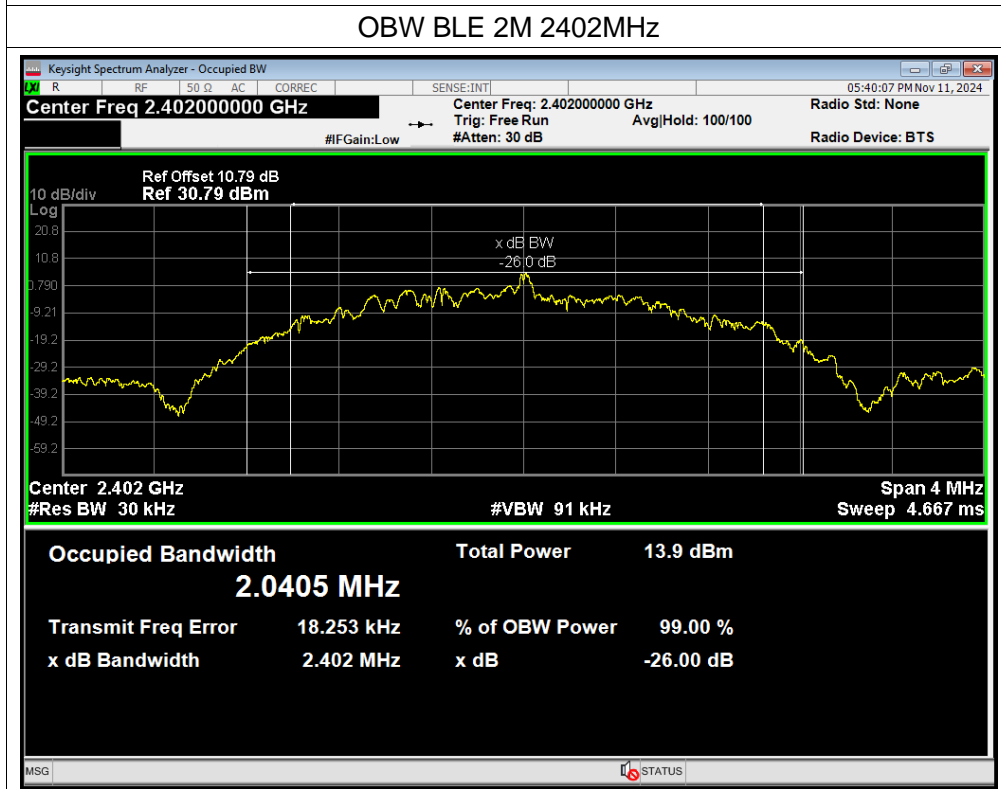 OBW BLE 2M 2402MHz
Keysight Spectrum Analyzer - Occupied BW
LXI R RF 50 Ω AC CORREC SENSE:INT 05:40:07 PM Nov 11, 2024
Center Freq 2.402000000 GHz Center Freq: 2.402000000 GHz Radio Std: None
Trig: Free Run Avg|Hold: 100/100
#IFGain:Low #Atten: 30 dB Radio Device: BTS
Ref Offset 10.79 dB
10 dB/div Ref 30.79 dBm
Log
20.8
x dB BW
10.8
-26.0 dB
0.790
-9.21
-19.2
-29.2
-39.2
-49.2
-59.2
Center 2.402 GHz Span 4 MHz
#Res BW 30 kHz #VBW 91 kHz Sweep 4.667 ms
Occupied Bandwidth Total Power 13.9 dBm
2.0405 MHz
Transmit Freq Error 18.253 kHz % of OBW Power 99.00 %
x dB Bandwidth 2.402 MHz x dB -26.00 dB
MSG STATUS